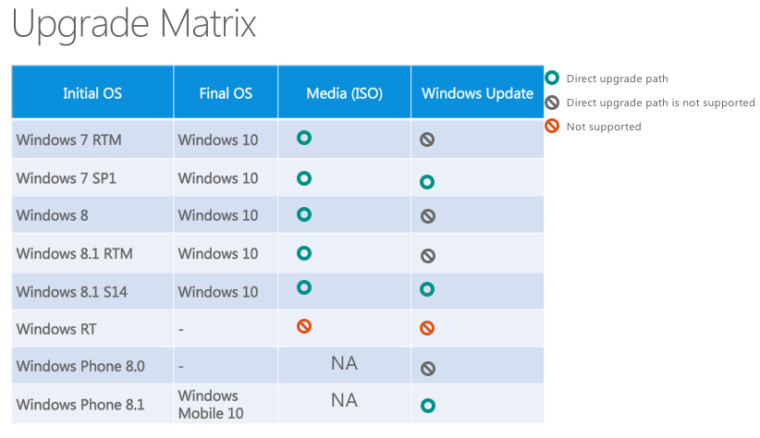 Upgrade Matrix
Initial OS Final OS Media (ISO) Windows Update
Direct upgrade path
Direct upgrade path is not supported
Not supported
Windows 7 RTM Windows 10
Windows 7 SP1 Windows 10
Windows 8 Windows 10
Windows 8.1 RTM Windows 10
Windows 8.1 S14 Windows 10
Windows RT -
Windows Phone 8.0 - NA
Windows Phone 8.1 Windows Mobile 10 NA